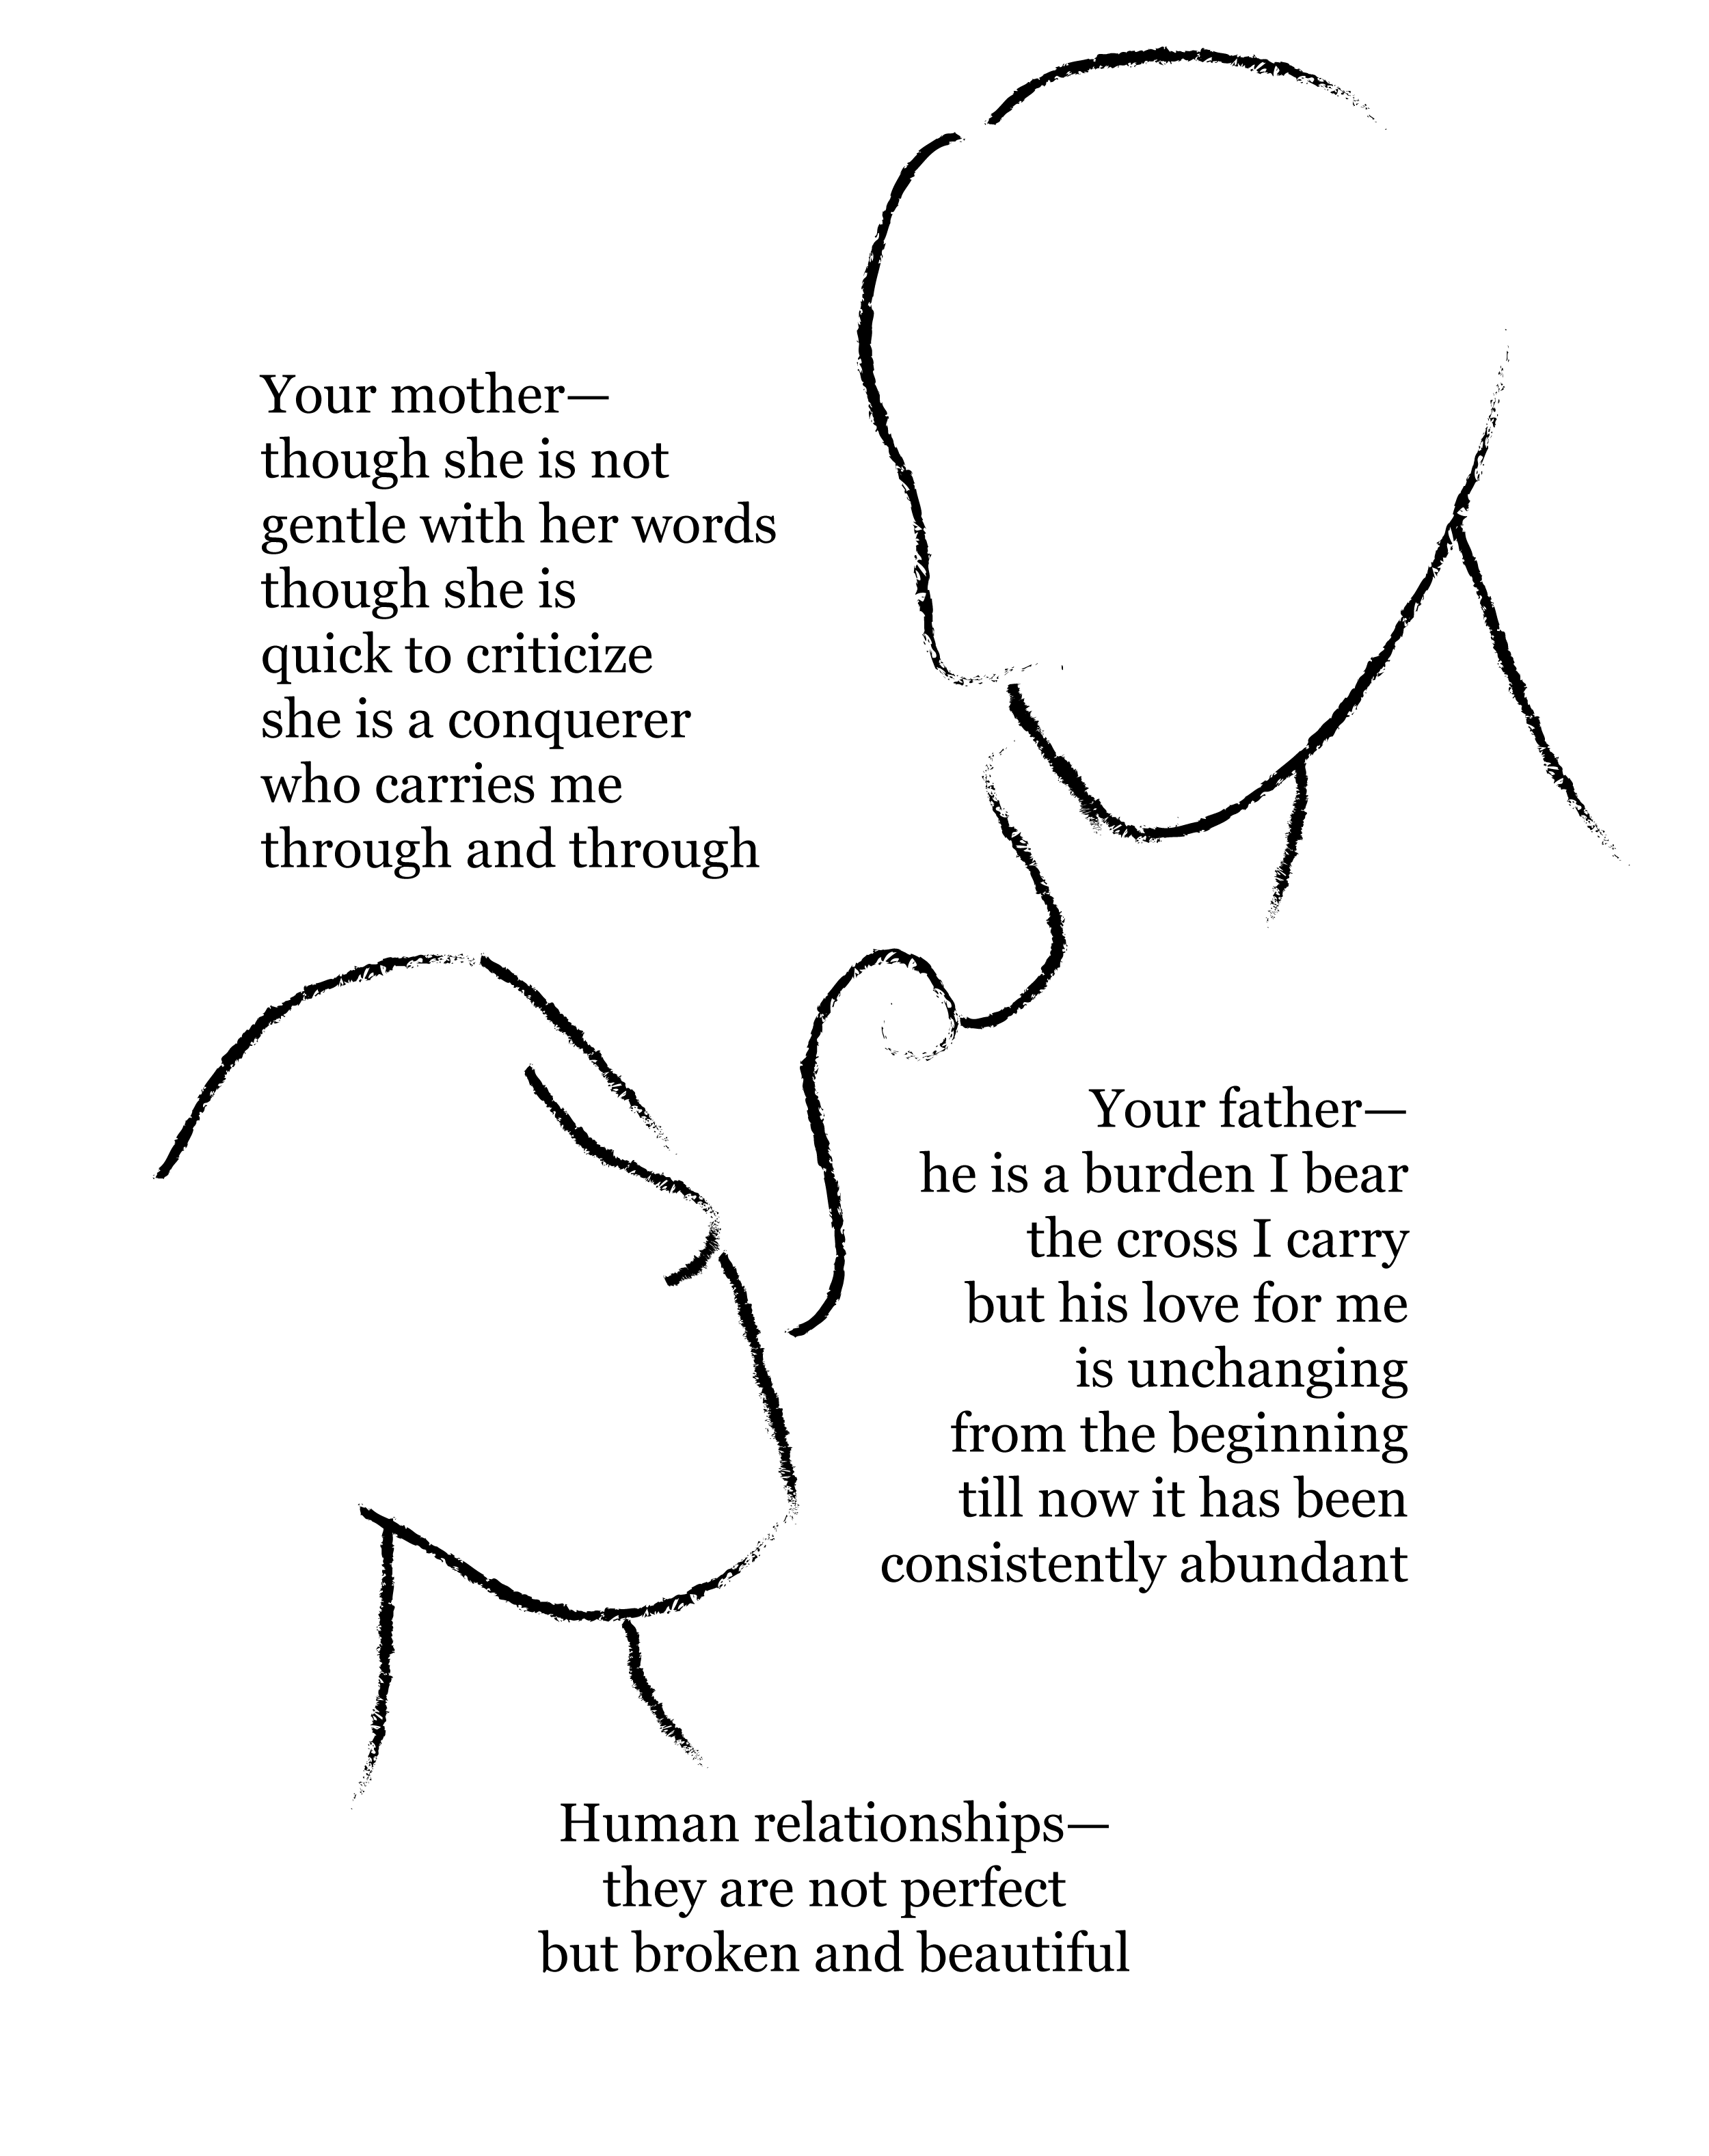 Your mother—
though she is not
gentle with her words
though she is
quick to criticize
she is a conquerer
who carries me
through and through
Your father—
he is a burden I bear
the cross I carry
but his love for me
is unchanging
from the beginning
till now it has been
consistently abundant
Human relationships—
they are not perfect
but broken and beautiful